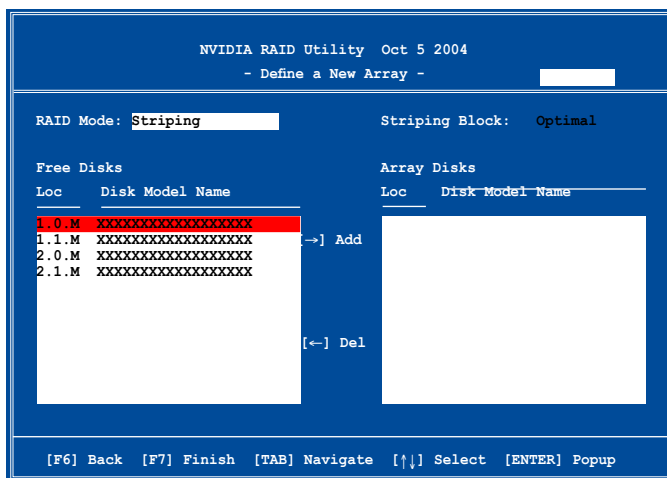 NVIDIA RAID Utility Oct 5 2004
- Define a New Array -
RAID Mode: Striping Striping Block: Optimal
Free Disks Array Disks
Loc Disk Model Name Loc Disk Model Name
1.0.M XXXXXXXXXXXXXXXXXX
1.1.M XXXXXXXXXXXXXXXXXX [→] Add
2.0.M XXXXXXXXXXXXXXXXXX
2.1.M XXXXXXXXXXXXXXXXXX
[←] Del
[F6] Back [F7] Finish [TAB] Navigate [↑↓] Select [ENTER] Popup